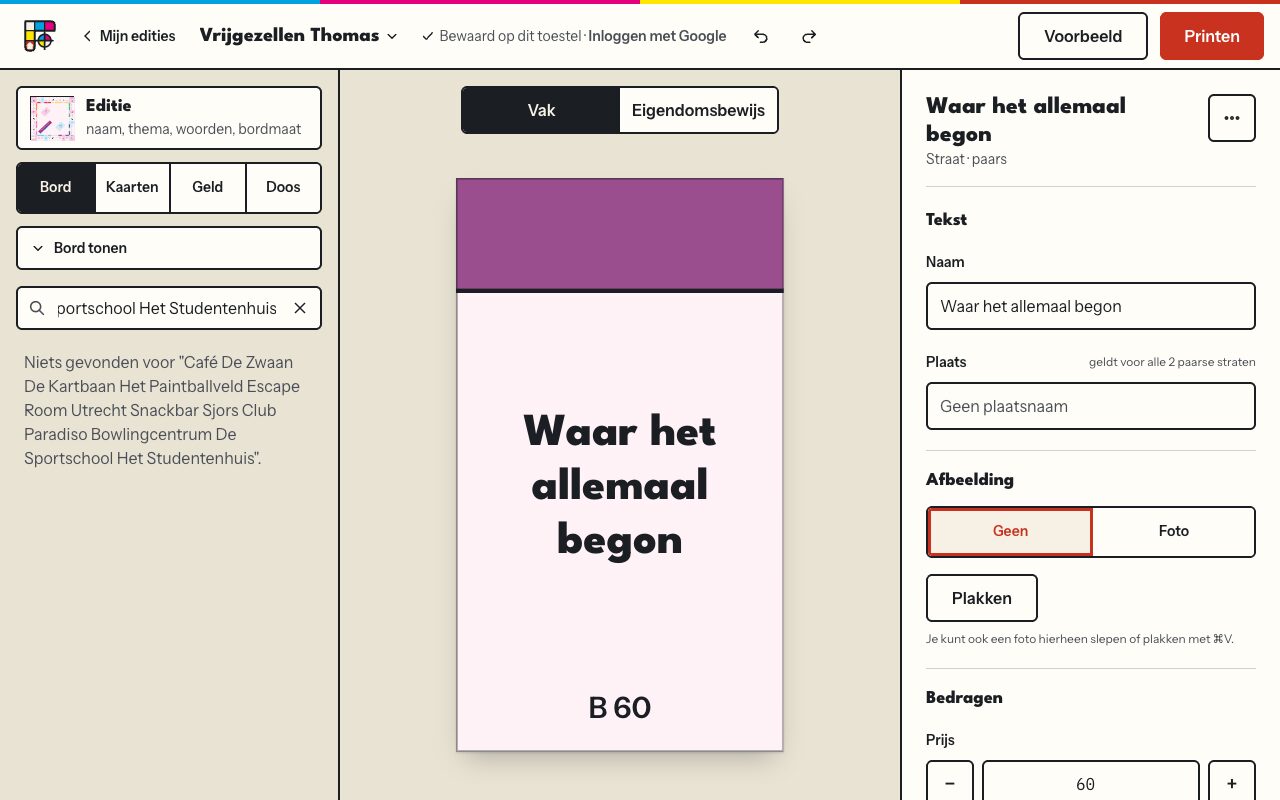 Mijn edities
Vrijgezellen Thomas
Bewaard op dit toestel · Inloggen met Google
Voorbeeld
Printen
Editie
naam, thema, woorden, bordmaat
Bord
Kaarten
Geld
Doos
Bord tonen
portschool Het Studentenhuis
Niets gevonden voor "Café De Zwaan
De Kartbaan Het Paintballveld Escape
Room Utrecht Snackbar Sjors Club
Paradiso Bowlingcentrum De
Sportschool Het Studentenhuis".
Vak
Eigendomsbewijs
Waar het
allemaal
begon
B 60
Waar het allemaal
begon
Straat · paars
Tekst
Naam
Waar het allemaal begon
Plaats
geldt voor alle 2 paarse straten
Geen plaatsnaam
Afbeelding
Geen
Foto
Plakken
Je kunt ook een foto hierheen slepen of plakken met ⌘V.
Bedragen
Prijs
−
60
+